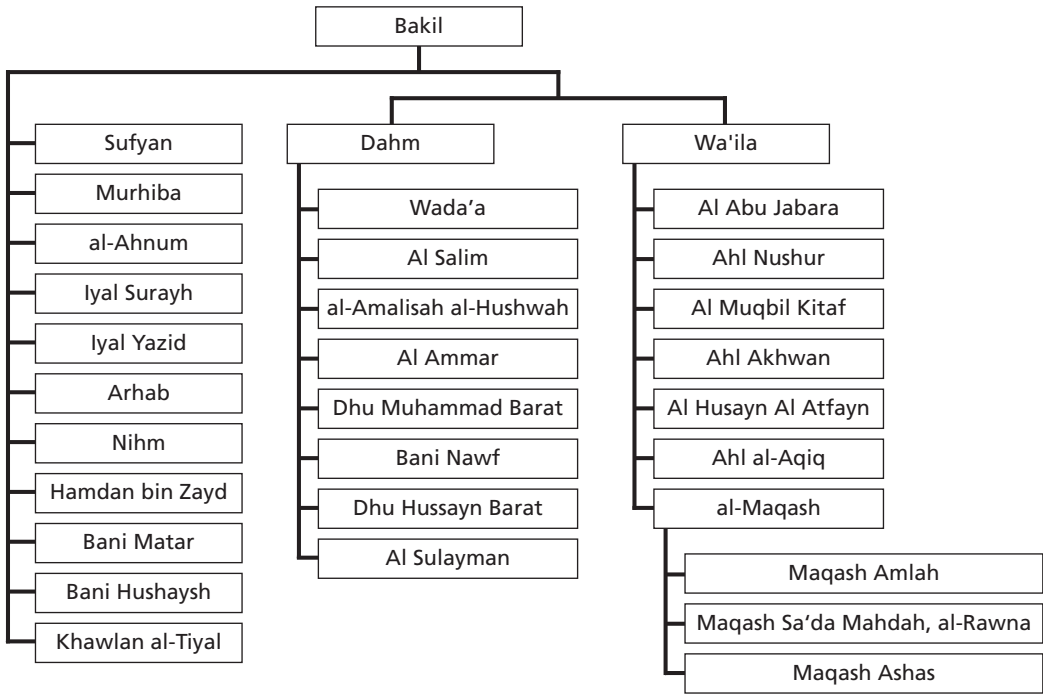 Bakil
Sufyan
Murhiba
al-Ahnum
Iyal Surayh
Iyal Yazid
Arhab
Nihm
Hamdan bin Zayd
Bani Matar
Bani Hushaysh
Khawlan al-Tiyal
Dahm
Wada’a
Al Salim
al-Amalisah al-Hushwah
Al Ammar
Dhu Muhammad Barat
Bani Nawf
Dhu Hussayn Barat
Al Sulayman
Wa'ila
Al Abu Jabara
Ahl Nushur
Al Muqbil Kitaf
Ahl Akhwan
Al Husayn Al Atfayn
Ahl al-Aqiq
al-Maqash
Maqash Amlah
Maqash Sa’da Mahdah, al-Rawna
Maqash Ashas